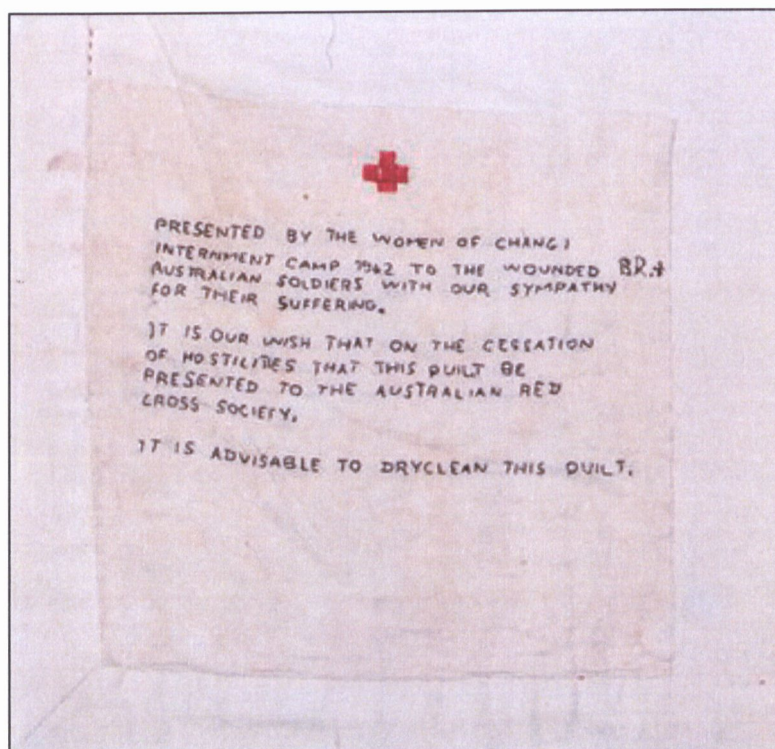 PRESENTED BY THE WOMEN OF CHANGI
INTERNMENT CAMP 1942 TO THE WOUNDED BR.+
AUSTRALIAN SOLDIERS WITH OUR SYMPATHY
FOR THEIR SUFFERING.
IT IS OUR WISH THAT ON THE CESSATION
OF HOSTILITIES THAT THIS QUILT BE
PRESENTED TO THE AUSTRALIAN RED
CROSS SOCIETY.
IT IS ADVISABLE TO DRYCLEAN THIS QUILT.